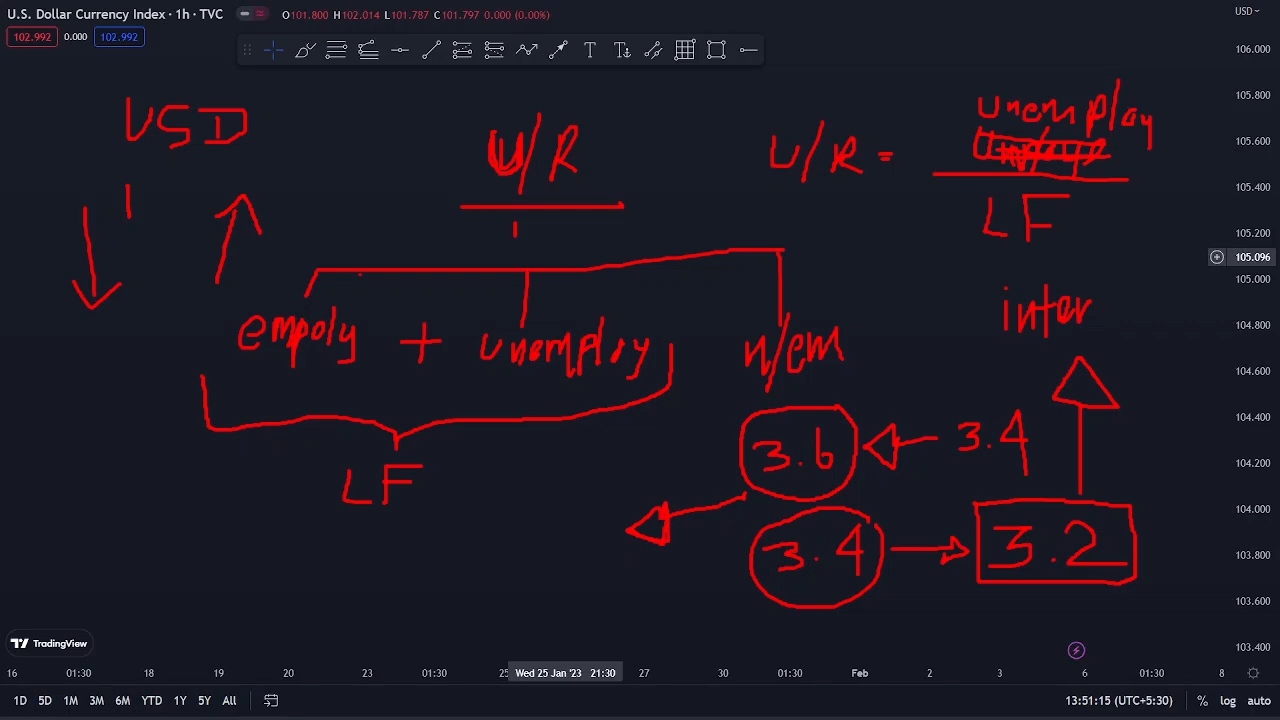 U.S. Dollar Currency Index · 1h · TVC O101.800 H102.014 L101.787 C101.797 0.000 (0.00%)
USD
102.992 0.000 102.992
106.000
105.800
105.600
105.400
105.200
105.096
105.000
104.800
104.600
104.400
104.200
104.000
103.800
103.600
103.400
USD
U/R
U/R = unemploy
LF
inter
empoly + unemploy n/em
LF
3.6 3.4
3.4 3.2
TradingView
16 01:30 18 19 20 23 01:30 25 Wed 25 Jan '23 21:30 27 30 01:30 Feb 2 3 01:30 6 8
1D 5D 1M 3M 6M YTD 1Y 5Y All 13:51:15 (UTC+5:30) % log auto